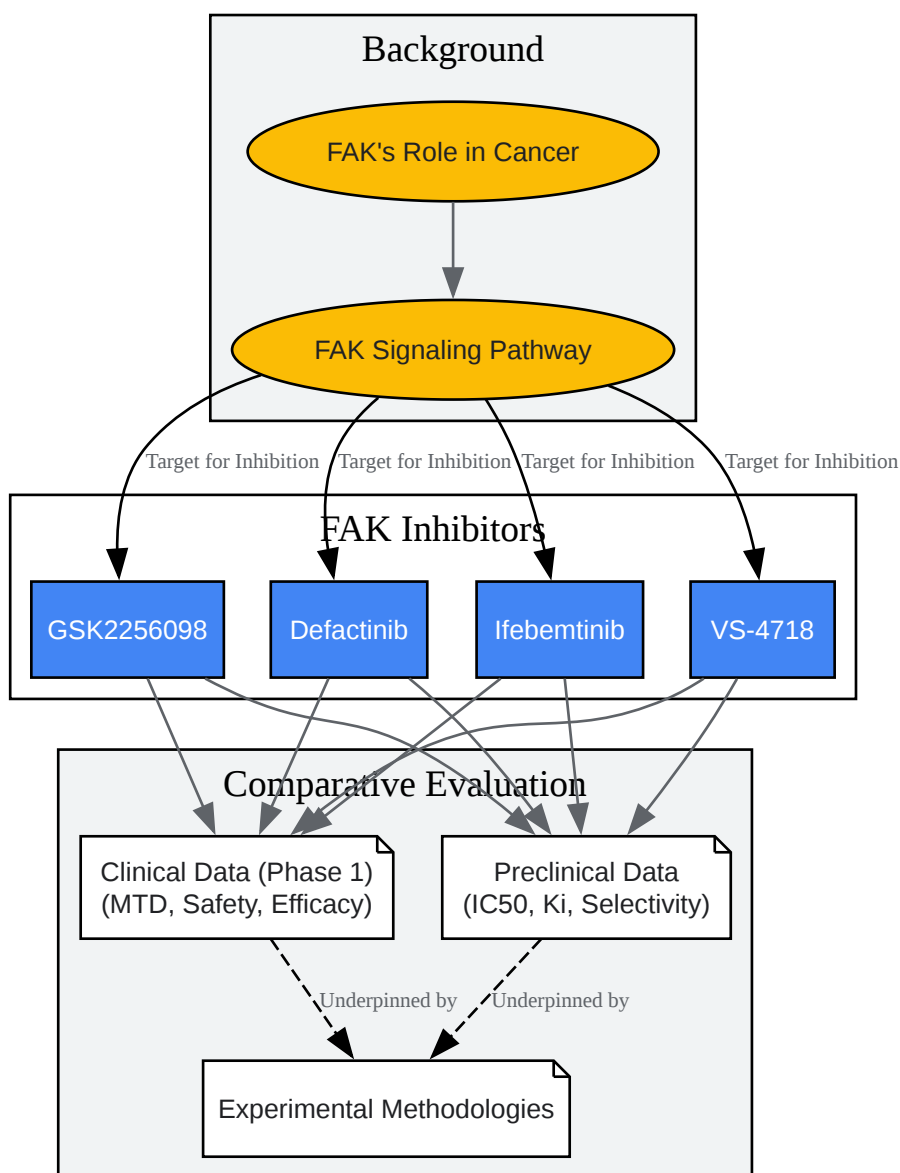 Background
FAK's Role in Cancer
FAK Signaling Pathway
Target for Inhibition
Target for Inhibition
Target for Inhibition
Target for Inhibition
FAK Inhibitors
GSK2256098
Defactinib
Ifebemtinib
VS-4718
Comparative Evaluation
Clinical Data (Phase 1)
(MTD, Safety, Efficacy)
Preclinical Data
(IC50, Ki, Selectivity)
Underpinned by
Underpinned by
Experimental Methodologies